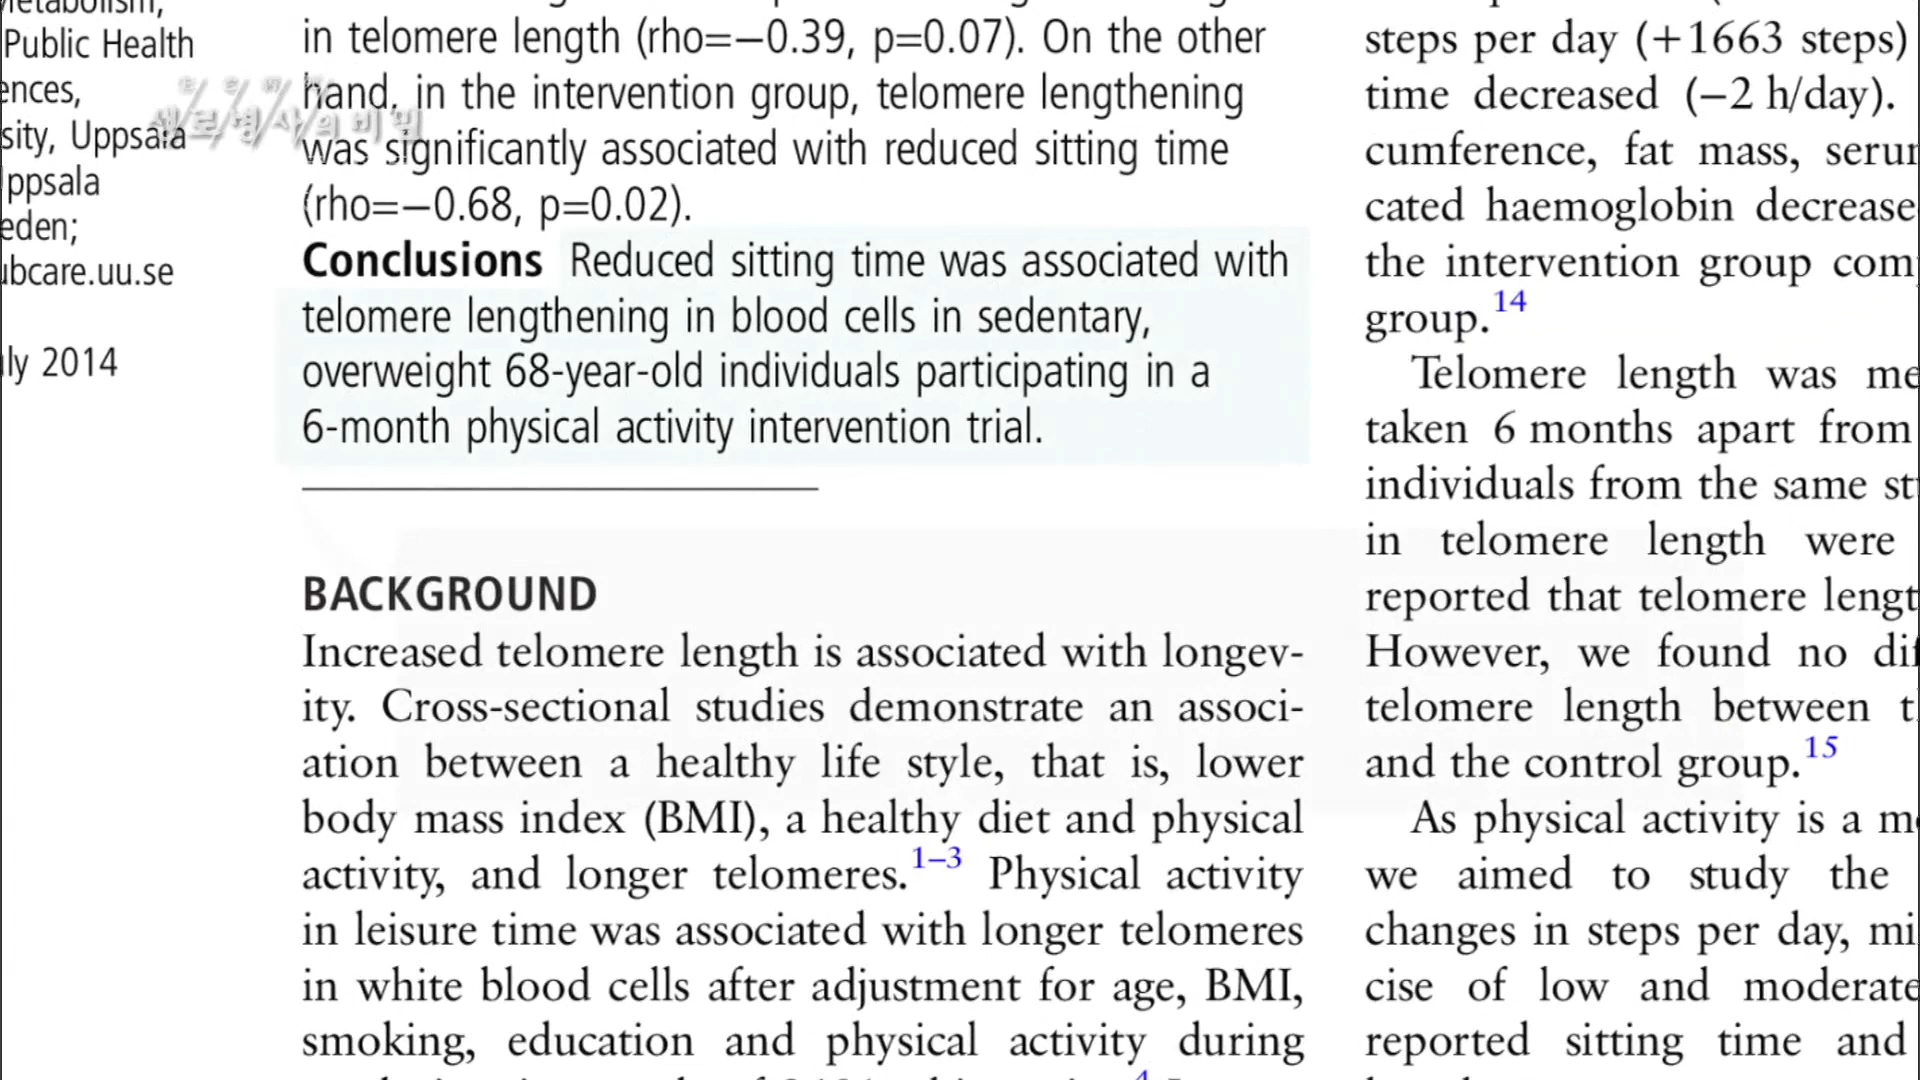 Public Health
ences,
sity, Uppsala
ppsala
eden;
ubcare.uu.se
ly 2014
생로병사의 비밀
in telomere length (rho=−0.39, p=0.07). On the other
hand, in the intervention group, telomere lengthening
was significantly associated with reduced sitting time
(rho=−0.68, p=0.02).
Conclusions Reduced sitting time was associated with
telomere lengthening in blood cells in sedentary,
overweight 68-year-old individuals participating in a
6-month physical activity intervention trial.
BACKGROUND
Increased telomere length is associated with longev-
ity. Cross-sectional studies demonstrate an associ-
ation between a healthy life style, that is, lower
body mass index (BMI), a healthy diet and physical
activity, and longer telomeres.1–3 Physical activity
in leisure time was associated with longer telomeres
in white blood cells after adjustment for age, BMI,
smoking, education and physical activity during
steps per day (+1663 steps)
time decreased (−2 h/day).
cumference, fat mass, serum
cated haemoglobin decrease
the intervention group com
group.14
Telomere length was me
taken 6 months apart from
individuals from the same st
in telomere length were
reported that telomere lengt
However, we found no dif
telomere length between t
and the control group.15
As physical activity is a m
we aimed to study the
changes in steps per day, mi
cise of low and moderate
reported sitting time and